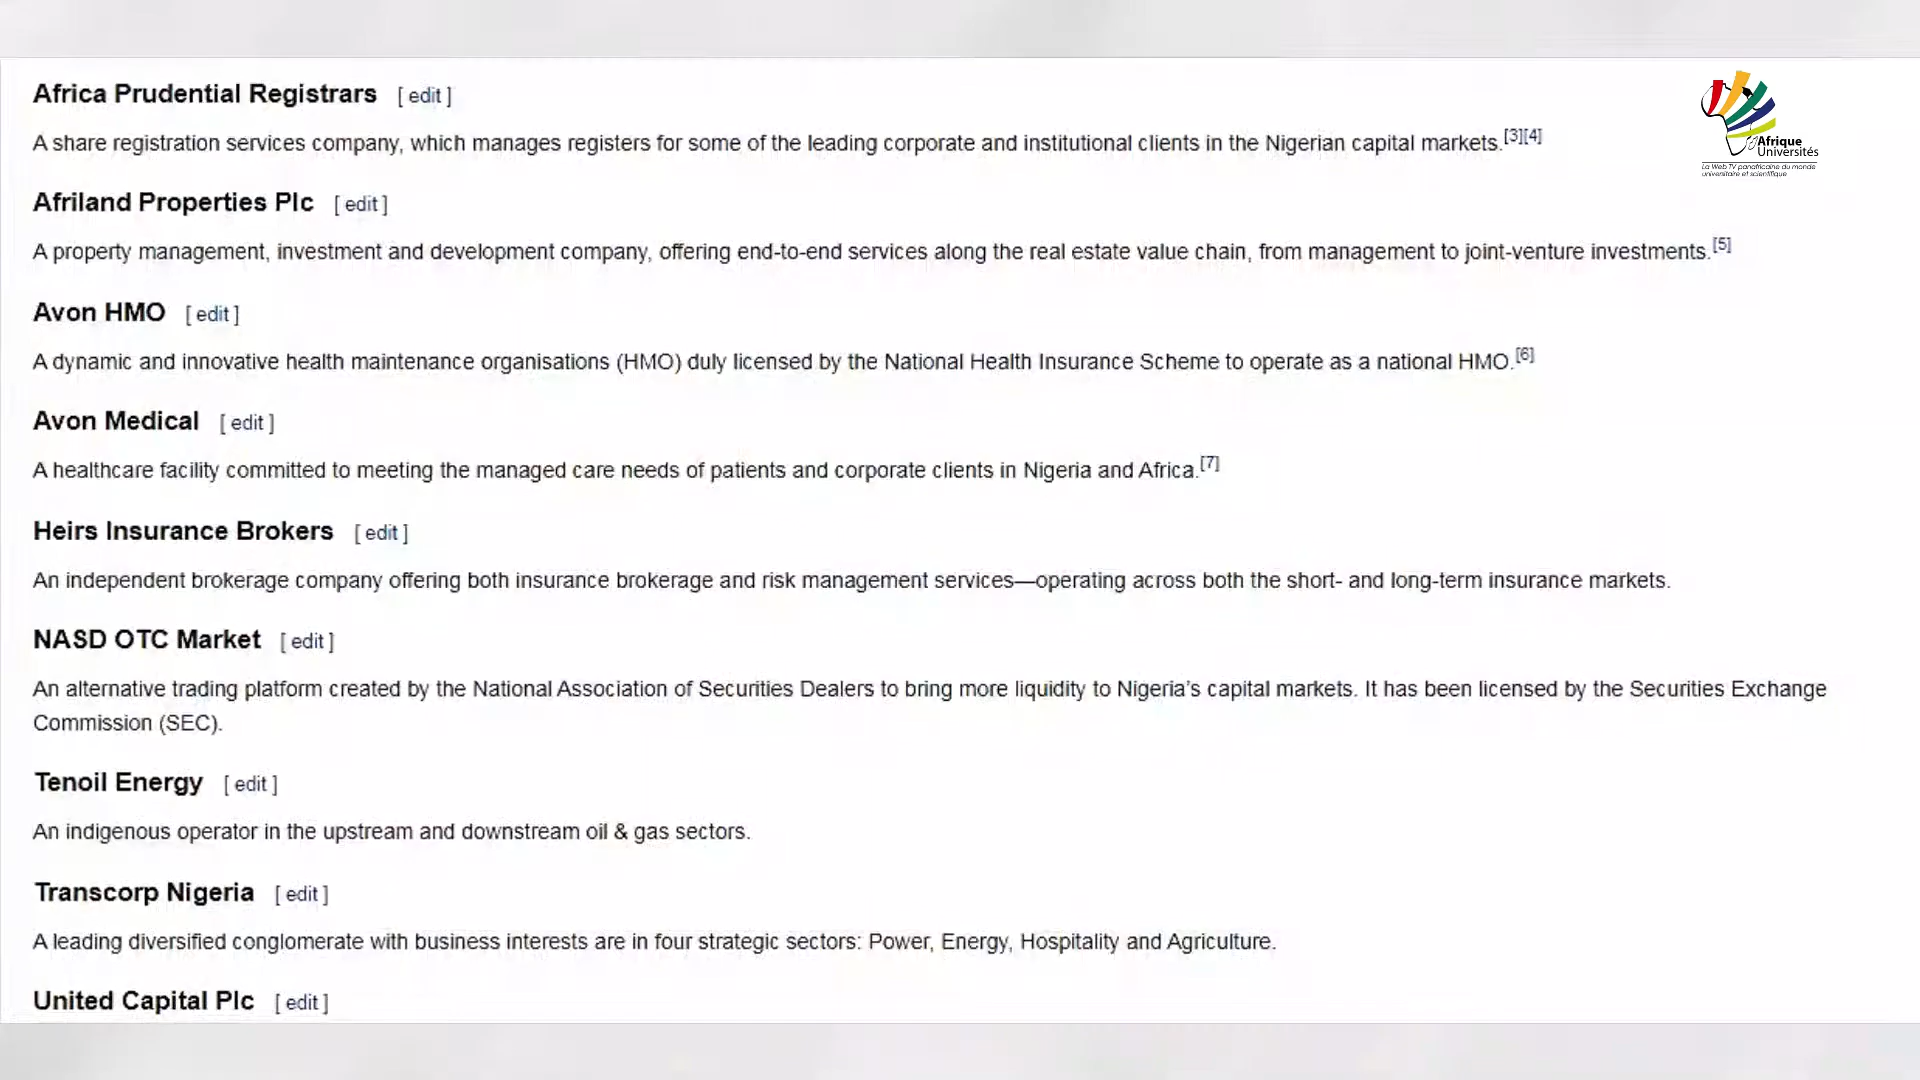 Africa Prudential Registrars [ edit ]
A share registration services company, which manages registers for some of the leading corporate and institutional clients in the Nigerian capital markets.[3][4]
Afrique
Universités
La Web TV panafricaine du monde
universitaire et scientifique
Afriland Properties Plc [ edit ]
A property management, investment and development company, offering end-to-end services along the real estate value chain, from management to joint-venture investments.[5]
Avon HMO [ edit ]
A dynamic and innovative health maintenance organisations (HMO) duly licensed by the National Health Insurance Scheme to operate as a national HMO.[6]
Avon Medical [ edit ]
A healthcare facility committed to meeting the managed care needs of patients and corporate clients in Nigeria and Africa.[7]
Heirs Insurance Brokers [ edit ]
An independent brokerage company offering both insurance brokerage and risk management services—operating across both the short- and long-term insurance markets.
NASD OTC Market [ edit ]
An alternative trading platform created by the National Association of Securities Dealers to bring more liquidity to Nigeria’s capital markets. It has been licensed by the Securities Exchange
Commission (SEC).
Tenoil Energy [ edit ]
An indigenous operator in the upstream and downstream oil & gas sectors.
Transcorp Nigeria [ edit ]
A leading diversified conglomerate with business interests are in four strategic sectors: Power, Energy, Hospitality and Agriculture.
United Capital Plc [ edit ]